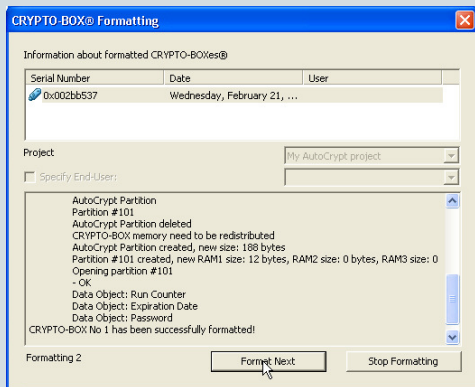 CRYPTO-BOX® Formatting
Information about formatted CRYPTO-BOXes®
Serial Number Date User
0x002bb537 Wednesday, February 21, ...
Project My AutoCrypt project
Specify End-User:
AutoCrypt Partition
Partition #101
AutoCrypt Partition deleted
CRYPTO-BOX memory need to be redistributed
AutoCrypt Partition created, new size: 188 bytes
Partition #101 created, new RAM1 size: 12 bytes, RAM2 size: 0 bytes, RAM3 size: 0
Opening partition #101
- OK
Data Object: Run Counter
Data Object: Expiration Date
Data Object: Password
CRYPTO-BOX No 1 has been successfully formatted!
Formatting 2 Format Next Stop Formatting